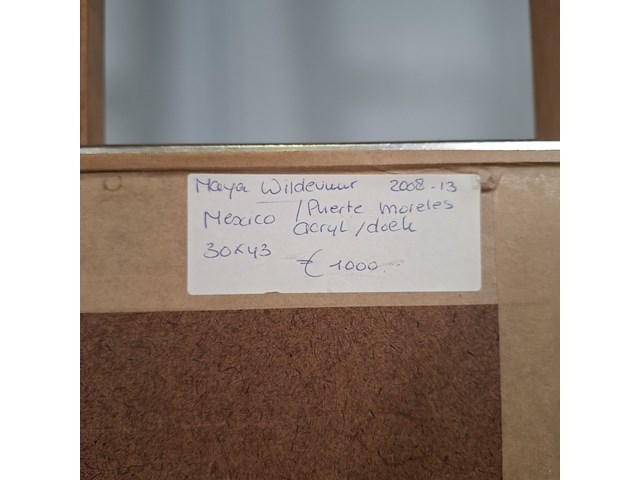 Maya Wildevuur 2008-13
Mexico / Puerte Moreles
acryl / doek
30x43
€ 1000